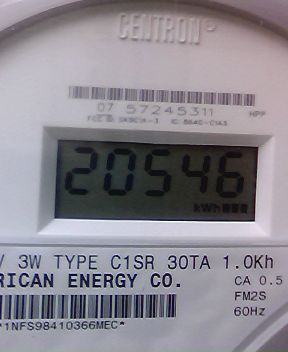 CENTRON®
07 57245311 HPP
20546
kWh
V 3W TYPE C1SR 30TA 1.0Kh
RICAN ENERGY CO. CA 0.5
FM2S
60Hz
*1NFS98410366MEC*